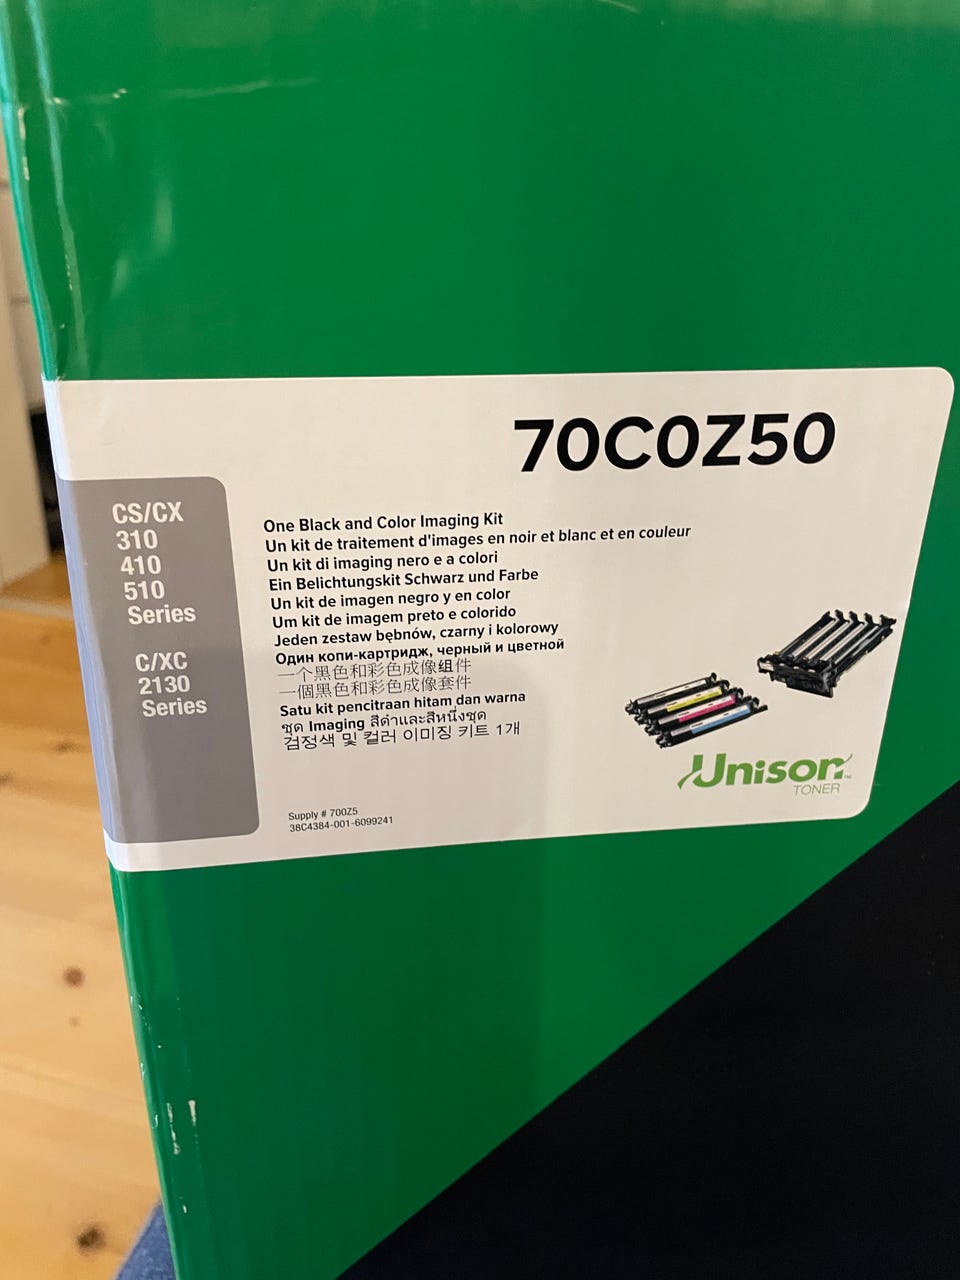 70C0Z50
CS/CX
310
410
510
Series
C/XC
2130
Series
One Black and Color Imaging Kit
Un kit de traitement d'images en noir et blanc et en couleur
Un kit di imaging nero e a colori
Ein Belichtungskit Schwarz und Farbe
Un kit de imagen negro y en color
Um kit de imagem preto e colorido
Jeden zestaw bębnów, czarny i kolorowy
Один копи-картридж, черный и цветной
一个黑色和彩色成像组件
一個黑色和彩色成像套件
Satu kit pencitraan hitam dan warna
ชุด Imaging สีดำและสีหนึ่งชุด
검정색 및 컬러 이미징 키트 1개
Unison™
TONER
Supply # 700Z5
38C4384-001-6099241